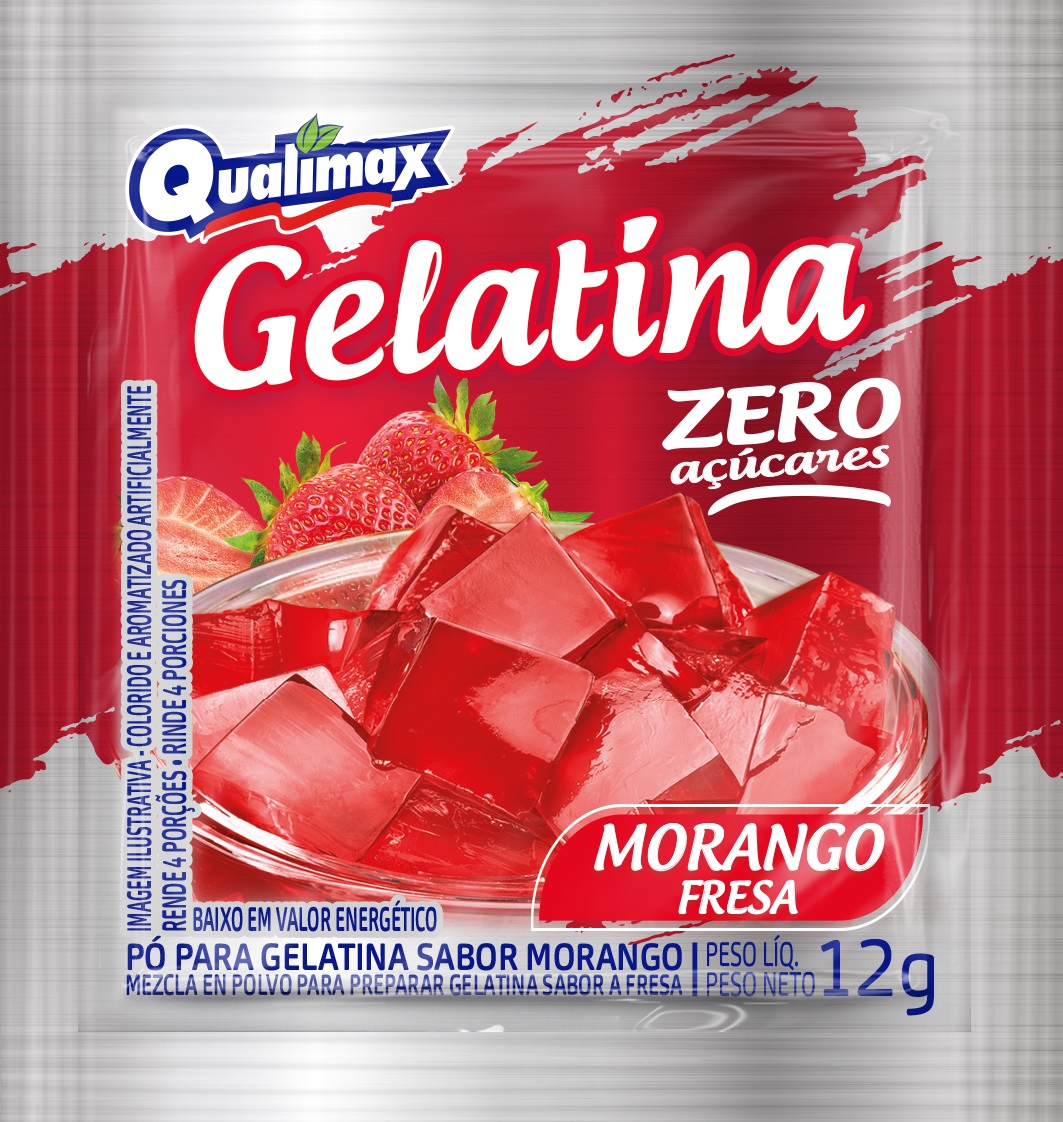 Qualimax
Gelatina
ZERO
açúcares
IMAGEM ILUSTRATIVA - COLORIDO E AROMATIZADO ARTIFICIALMENTE
RENDE 4 PORÇÕES • RINDE 4 PORCIONES
MORANGO
FRESA
BAIXO EM VALOR ENERGÉTICO
PÓ PARA GELATINA SABOR MORANGO
MEZCLA EN POLVO PARA PREPARAR GELATINA SABOR A FRESA
PESO LÍQ.
PESO NETO
12g